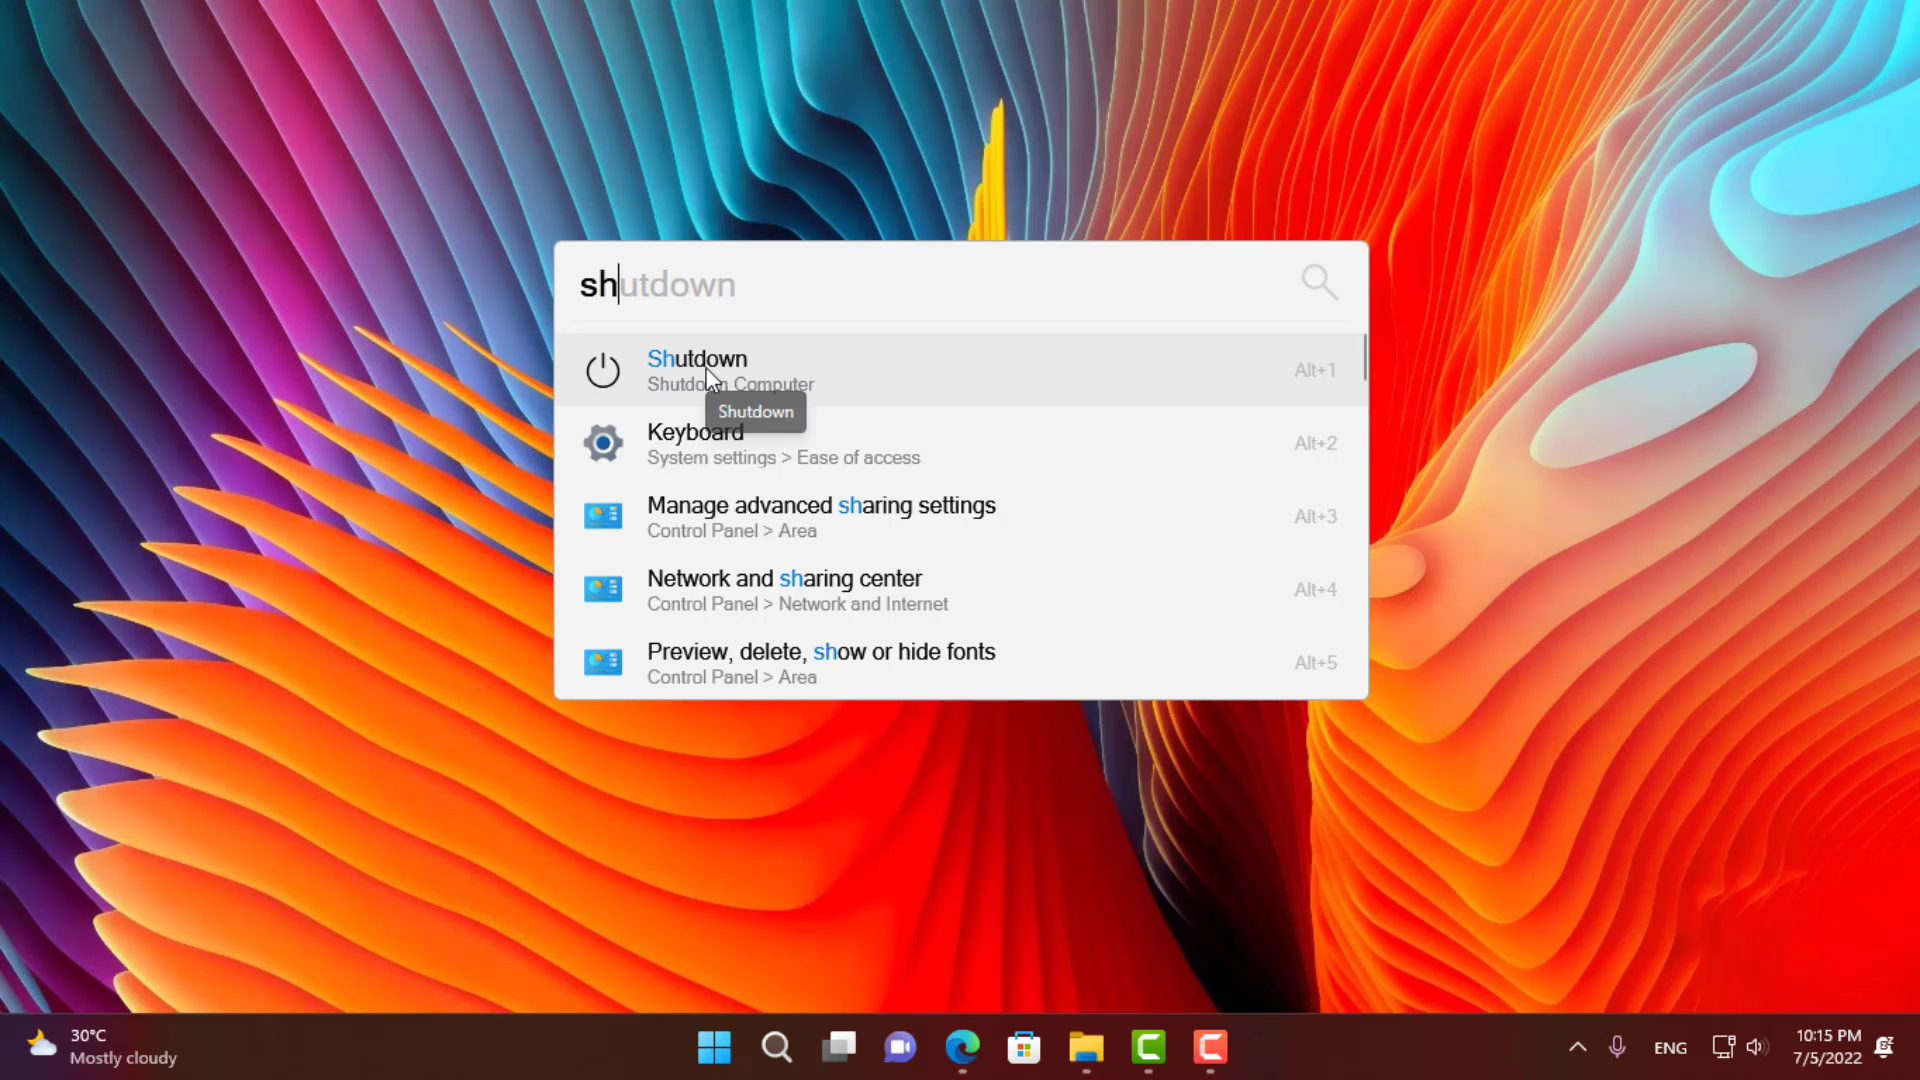 shutdown
Shutdown
Shutdown Computer
Alt+1
Shutdown
Keyboard
System settings > Ease of access
Alt+2
Manage advanced sharing settings
Control Panel > Area
Alt+3
Network and sharing center
Control Panel > Network and Internet
Alt+4
Preview, delete, show or hide fonts
Control Panel > Area
Alt+5
30°C
Mostly cloudy
ENG
10:15 PM
7/5/2022